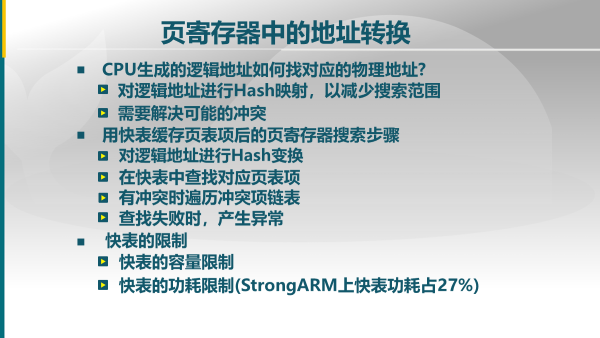 页寄存器中的地址转换
CPU生成的逻辑地址如何找对应的物理地址?
对逻辑地址进行Hash映射，以减少搜索范围
需要解决可能的冲突
用快表缓存页表项后的页寄存器搜索步骤
对逻辑地址进行Hash变换
在快表中查找对应页表项
有冲突时遍历冲突项链表
查找失败时，产生异常
快表的限制
快表的容量限制
快表的功耗限制(StrongARM上快表功耗占27%)